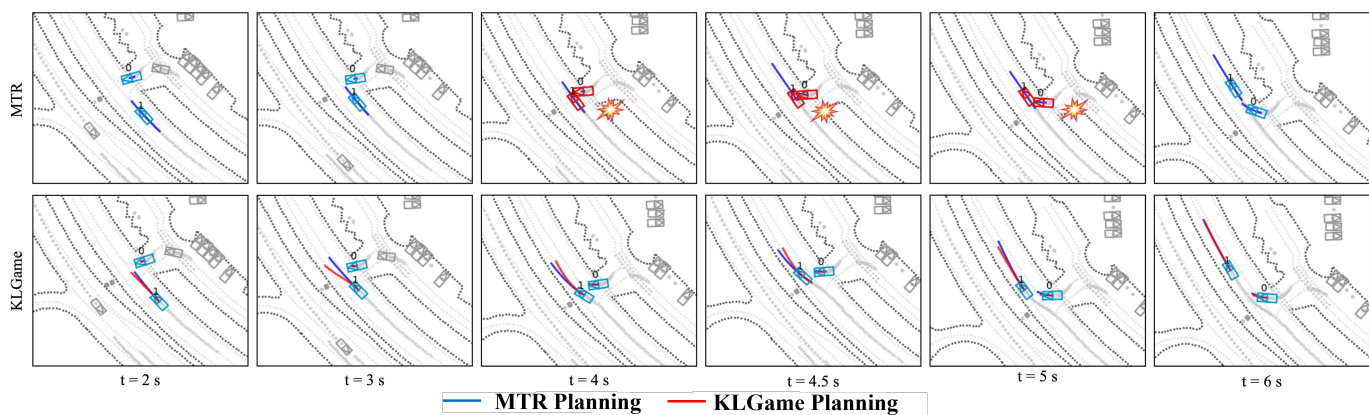 MTR
0
1
0
1
0
1
0
1
0
1
0
1
KLGame
0
1
0
1
0
1
0
1
0
1
0
1
t = 2 s
t = 3 s
t = 4 s
t = 4.5 s
t = 5 s
t = 6 s
MTR Planning
KLGame Planning